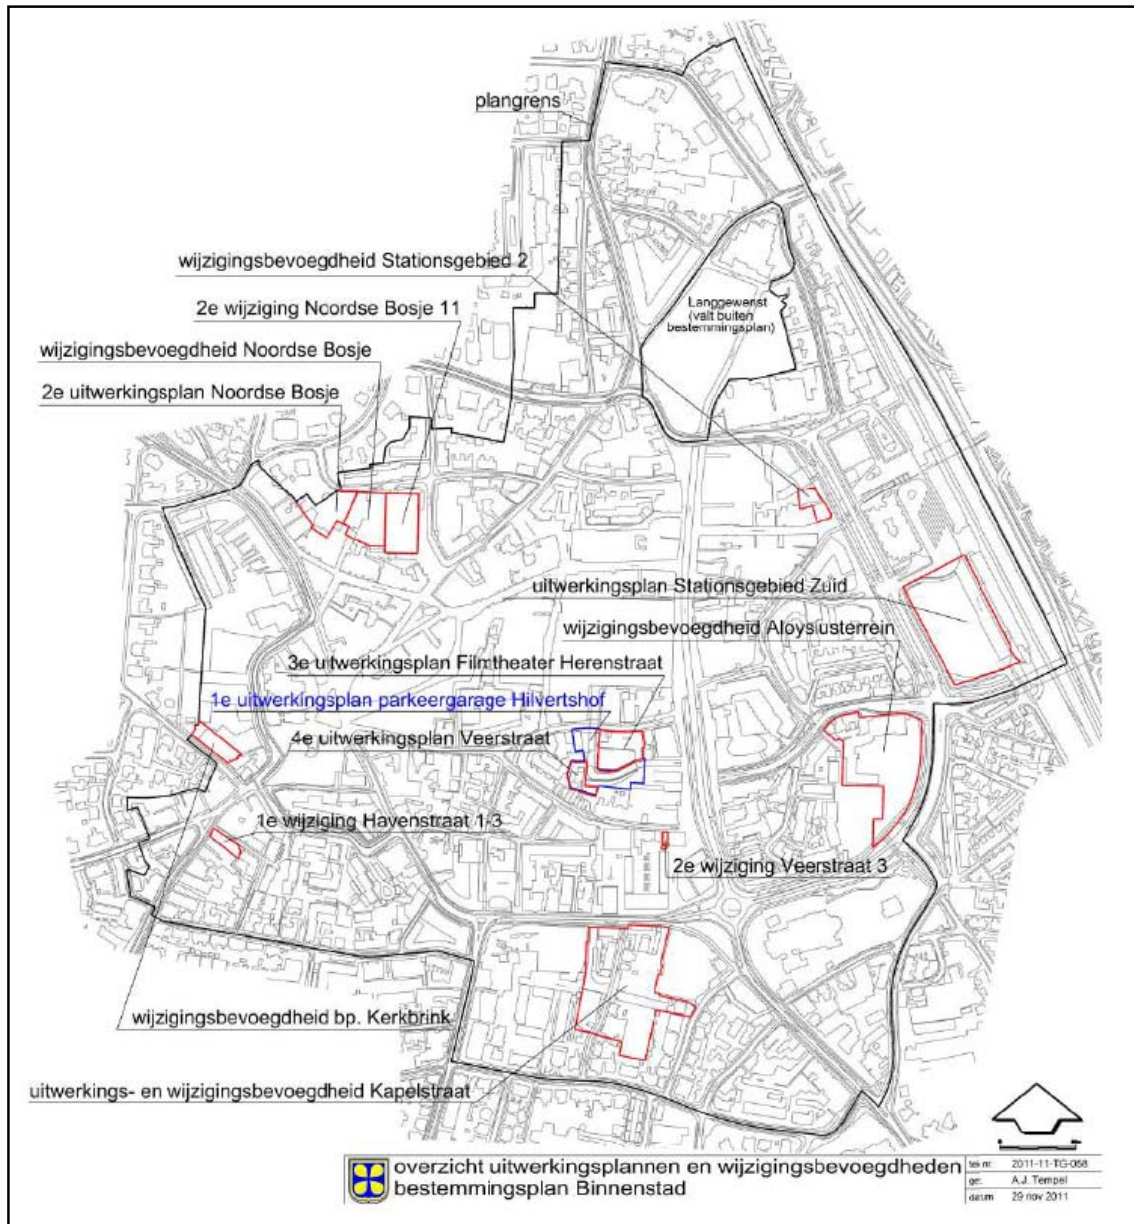 plangrens
wijzigingsbevoegdheid Stationsgebied 2
2e wijziging Noordse Bosje 11
wijzigingsbevoegdheid Noordse Bosje
2e uitwerkingsplan Noordse Bosje
Langgewenst
(valt buiten
bestemmingsplan)
uitwerkingsplan Stationsgebied Zuid
wijzigingsbevoegdheid Aloysiusterrein
3e uitwerkingsplan Filmtheater Herenstraat
1e uitwerkingsplan parkeergarage Hilvertshof
4e uitwerkingsplan Veerstraat
1e wijziging Havenstraat 1-3
2e wijziging Veerstraat 3
wijzigingsbevoegdheid bp. Kerkbrink
uitwerkings- en wijzigingsbevoegdheid Kapelstraat
overzicht uitwerkingsplannen en wijzigingsbevoegdheden
bestemmingsplan Binnenstad
tek nr. 2011-11-TG-058
get. A.J. Tempel
datum 29 nov 2011